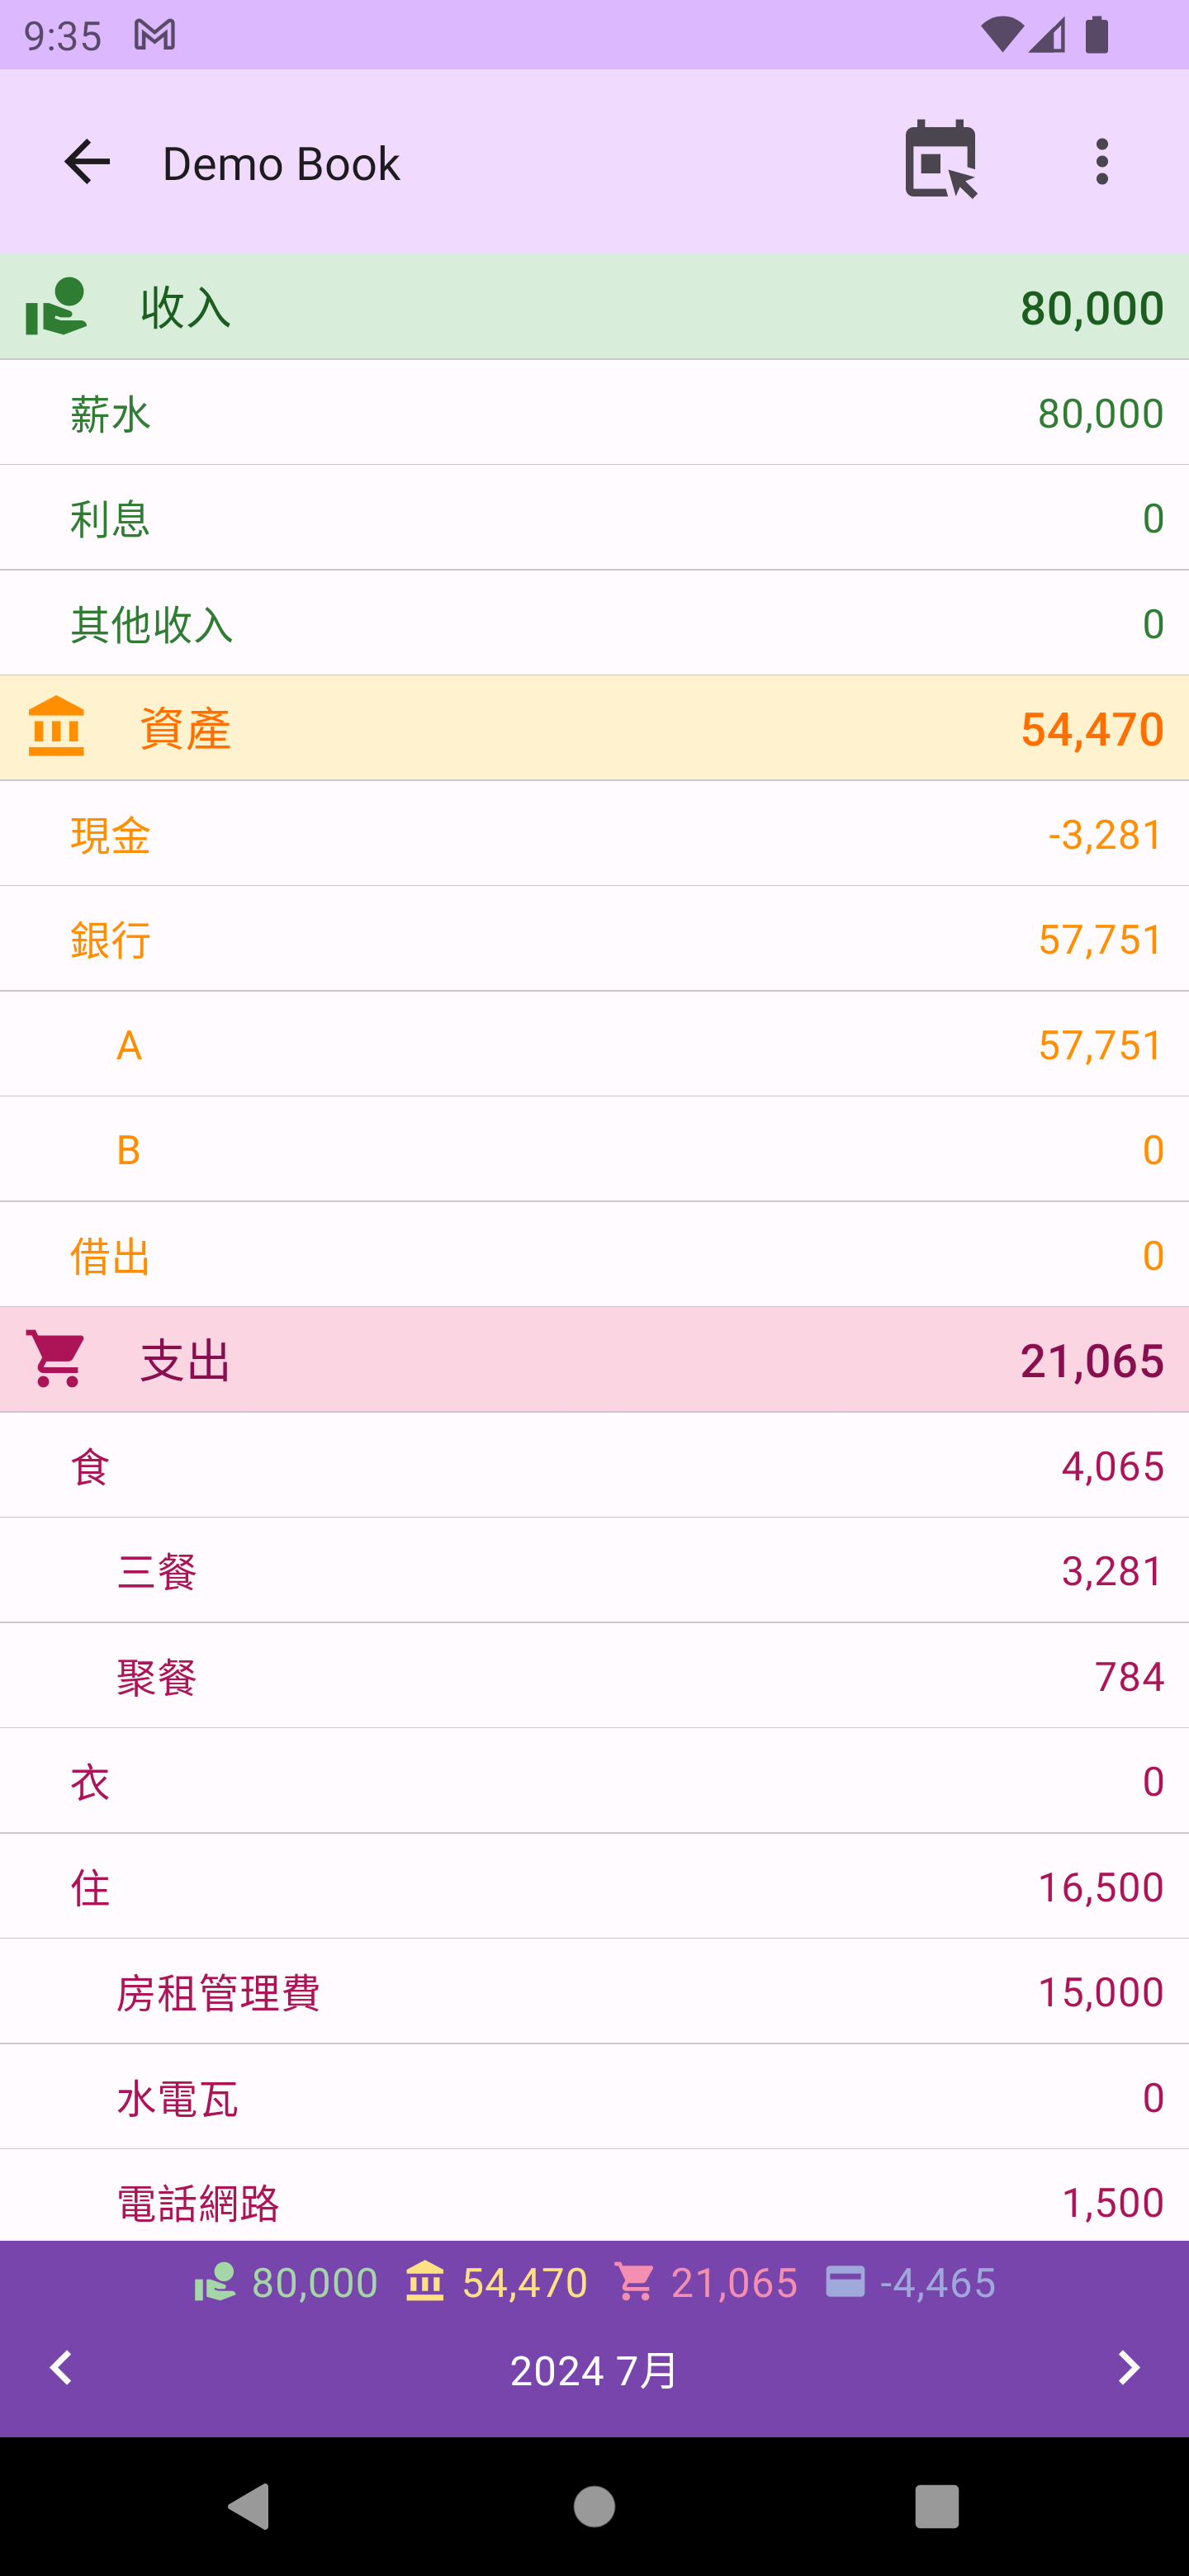 9:35
Demo Book
收入 80,000
薪水 80,000
利息 0
其他收入 0
資產 54,470
現金 -3,281
銀行 57,751
A 57,751
B 0
借出 0
支出 21,065
食 4,065
三餐 3,281
聚餐 784
衣 0
住 16,500
房租管理費 15,000
水電瓦 0
電話網路 1,500
80,000 54,470 21,065 -4,465
2024 7月